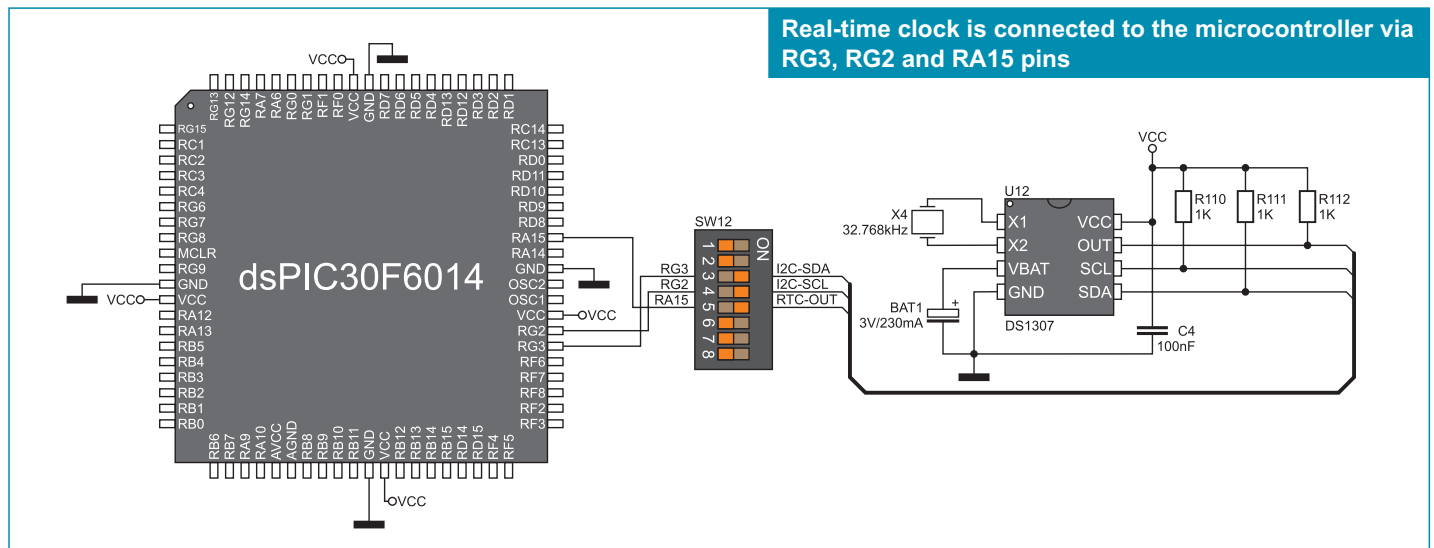 Real-time clock is connected to the microcontroller via
RG3, RG2 and RA15 pins
VCC
RG13
RG12
RG14
RA7
RA6
RG0
RG1
RF1
RF0
VCC
GND
RD7
RD6
RD5
RD4
RD13
RD12
RD3
RD2
RD1
RG15
RC1
RC2
RC3
RC4
RG6
RG7
RG8
MCLR
RG9
GND
VCC
VCC
RA12
RA13
RB5
RB4
RB3
RB2
RB1
RB0
dsPIC30F6014
RC14
RC13
RD0
RD11
RD10
RD9
RD8
RA15
RA14
GND
OSC2
OSC1
VCC
VCC
RG2
RG3
RF6
RF7
RF8
RF2
RF3
RB6
RB7
RA9
RA10
AVCC
AGND
RB8
RB9
RB10
RB11
GND
VCC
RB12
RB13
RB14
RB15
RD14
RD15
RF4
RF5
VCC
SW12
ON
1
2
3
4
5
6
7
8
RG3
RG2
RA15
I2C-SDA
I2C-SCL
RTC-OUT
VCC
U12
X4
32.768kHz
X1
X2
VBAT
GND
VCC
OUT
SCL
SDA
DS1307
R110
1K
R111
1K
R112
1K
BAT1
3V/230mA
+
C4
100nF